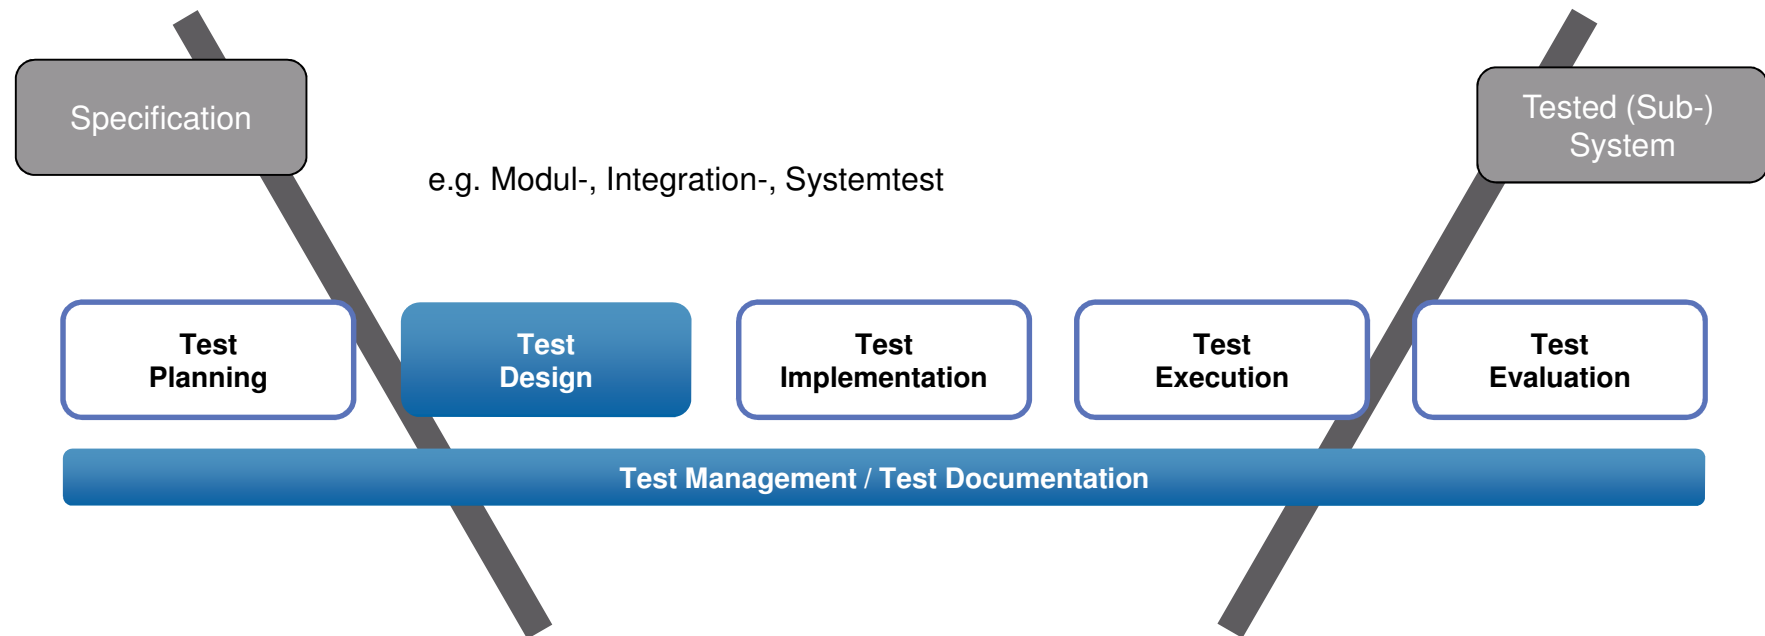 Specification
Tested (Sub-)
System
e.g. Modul-, Integration-, Systemtest
Test
Planning
Test
Design
Test
Implementation
Test
Execution
Test
Evaluation
Test Management / Test Documentation